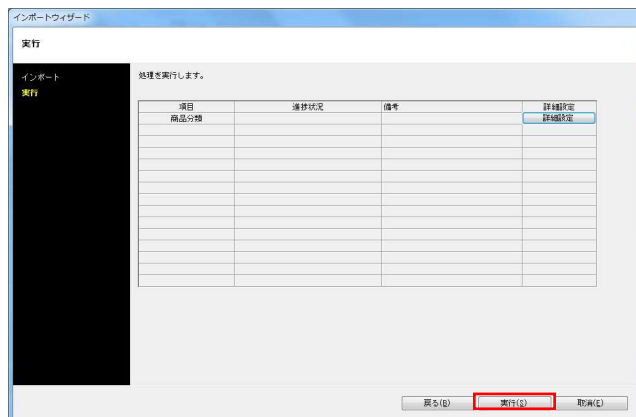 インポートウィザード
実行
インポート
実行
処理を実行します。
項目 進捗状況 備考 詳細設定
商品分類 詳細設定
戻る(B) 実行(S) 取消(E)